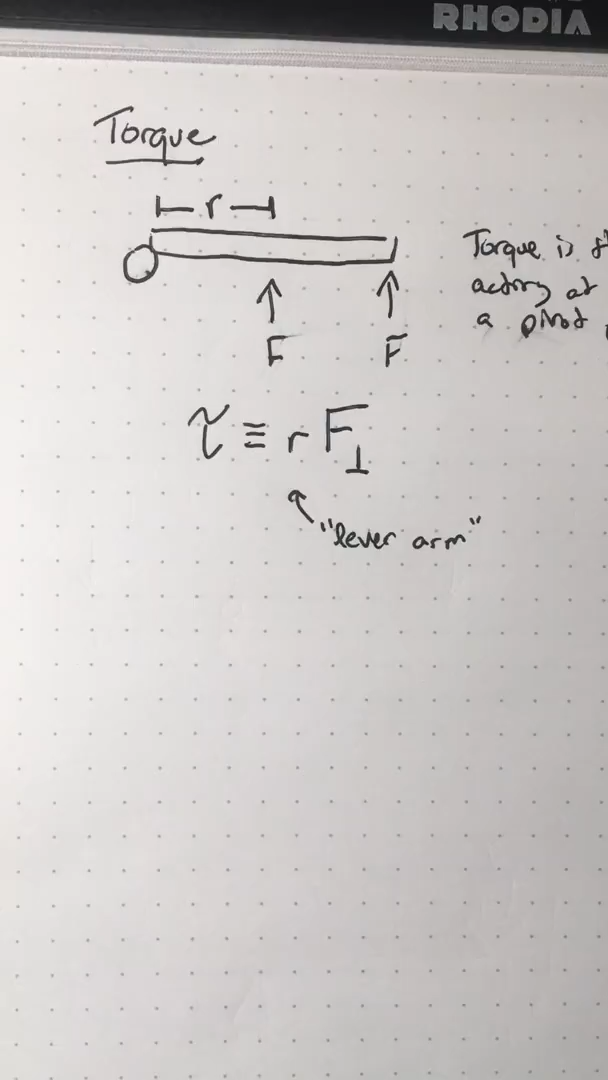 RHODIA
Torque
r
F F
τ ≡ r F⊥
"lever arm"
Torque is
acting at
a pivot